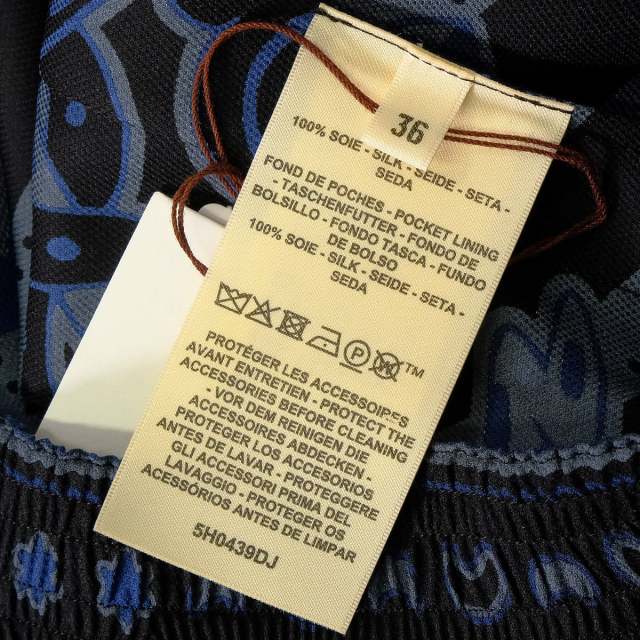 36
100% SOIE - SILK - SEIDE - SETA -
SEDA
FOND DE POCHES - POCKET LINING
- TASCHENFUTTER - FONDO DE
BOLSILLO - FONDO TASCA - FUNDO
DE BOLSO
100% SOIE - SILK - SEIDE - SETA -
SEDA
TM
PROTÉGER LES ACCESSOIRES
AVANT ENTRETIEN - PROTECT THE
ACCESSORIES BEFORE CLEANING
- VOR DEM REINIGEN DIE
ACCESSOIRES ABDECKEN -
PROTEGER LOS ACCESORIOS
ANTES DE LAVAR - PROTEGGERE
GLI ACCESSORI PRIMA DEL
LAVAGGIO - PROTEGER OS
ACESSÓRIOS ANTES DE LIMPAR
5H0439DJ